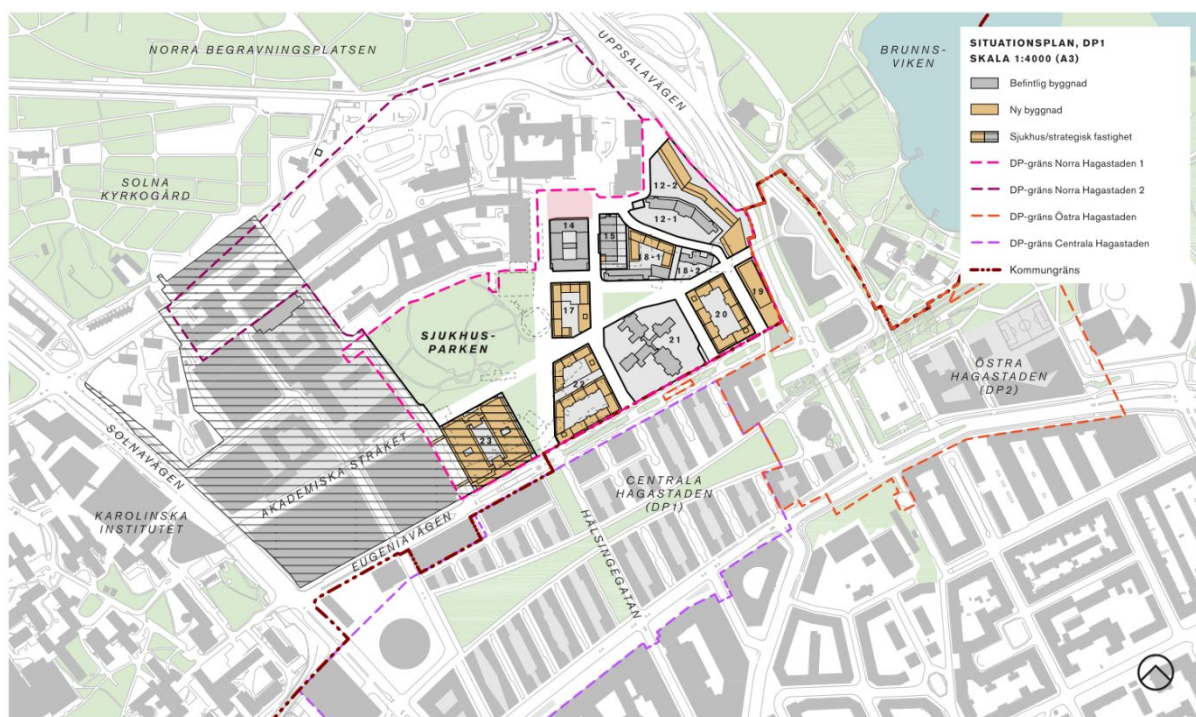 NORRA BEGRAVNINGSPLATSEN
UPPSALAVÄGEN
BRUNNS-
VIKEN
SITUATIONSPLAN, DP1
SKALA 1:4000 (A3)
Befintlig byggnad
Ny byggnad
Sjukhus/strategisk fastighet
DP-gräns Norra Hagastaden 1
DP-gräns Norra Hagastaden 2
DP-gräns Östra Hagastaden
DP-gräns Centrala Hagastaden
Kommungräns
SOLNA
KYRKOGÅRD
12-2
12-1
14
15
18-1
18-2
19
17
20
21
SJUKHUS-
PARKEN
22
23
ÖSTRA
HAGASTADEN
(DP2)
SOLNAVÄGEN
AKADEMISKA STRÅKET
KAROLINSKA
INSTITUTET
EUGENIAVÄGEN
CENTRALA
HAGASTADEN
(DP1)
HÄLSINGEGATAN